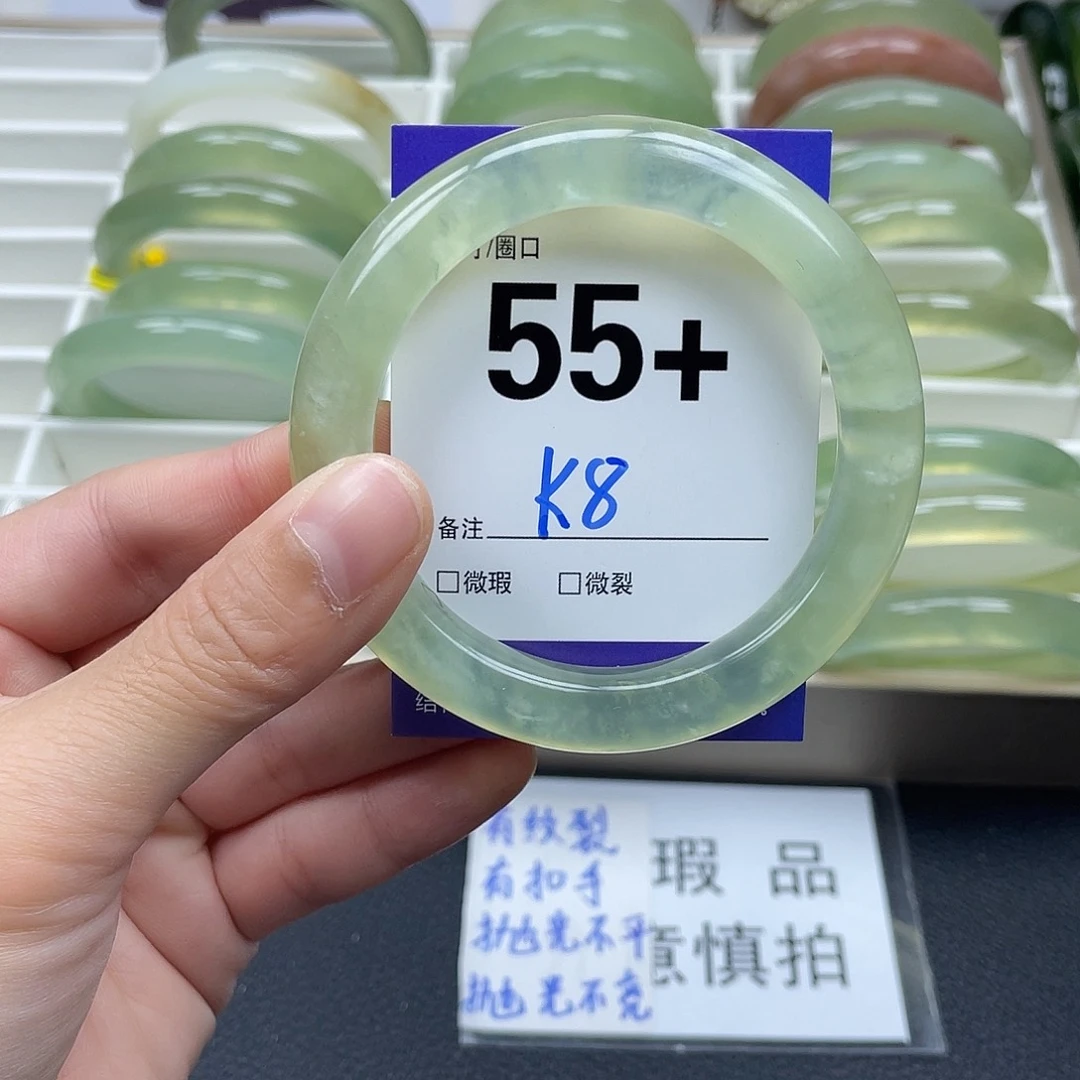 /圈口
55+
K8
备注
□微瑕 □微裂
有纹裂
有扣手
抛光不平
抛光不亮
瑕 品
意慎拍